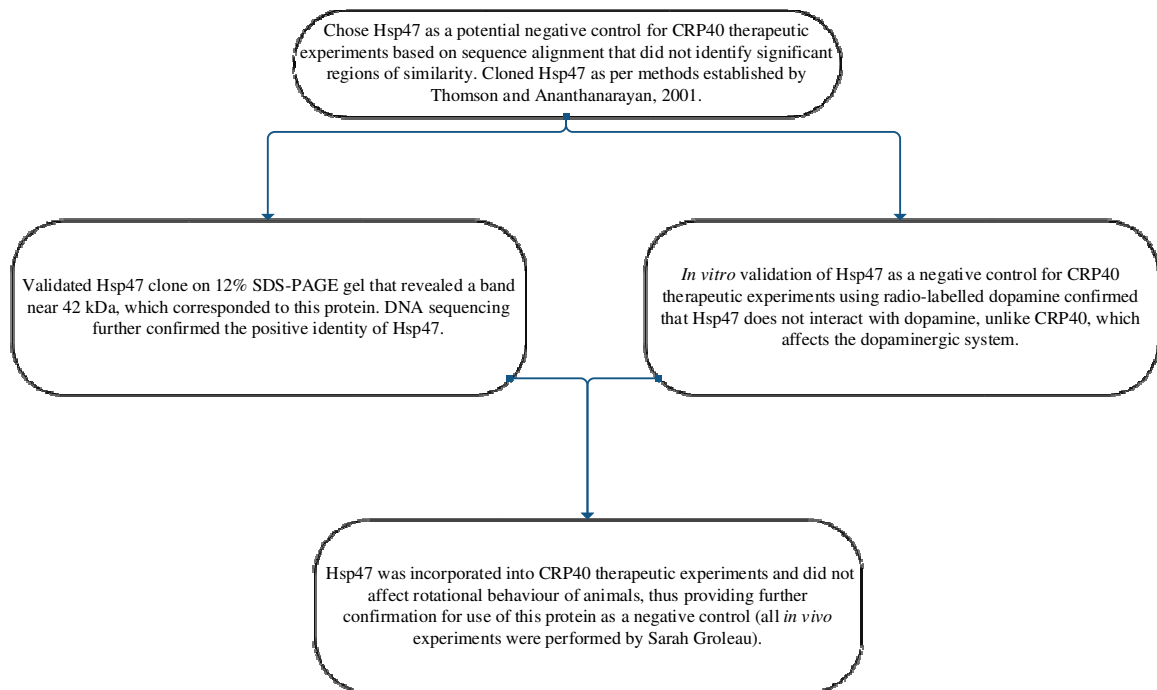 Chose Hsp47 as a potential negative control for CRP40 therapeutic
experiments based on sequence alignment that did not identify significant
regions of similarity. Cloned Hsp47 as per methods established by
Thomson and Ananthanarayan, 2001.
Validated Hsp47 clone on 12% SDS-PAGE gel that revealed a band
near 42 kDa, which corresponded to this protein. DNA sequencing
further confirmed the positive identity of Hsp47.
In vitro validation of Hsp47 as a negative control for CRP40
therapeutic experiments using radio-labelled dopamine confirmed
that Hsp47 does not interact with dopamine, unlike CRP40, which
affects the dopaminergic system.
Hsp47 was incorporated into CRP40 therapeutic experiments and did not
affect rotational behaviour of animals, thus providing further
confirmation for use of this protein as a negative control (all in vivo
experiments were performed by Sarah Groleau).